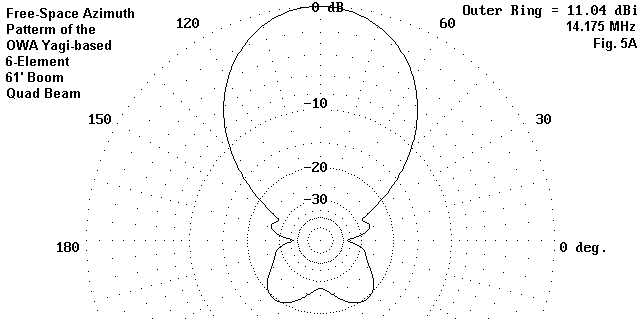 Free-Space Azimuth
Pattern of the
OWA Yagi-based
6-Element
61' Boom
Quad Beam
0 dB
Outer Ring = 11.04 dBi
14.175 MHz
Fig. 5A
120
60
-10
150
30
-20
-30
180
0 deg.